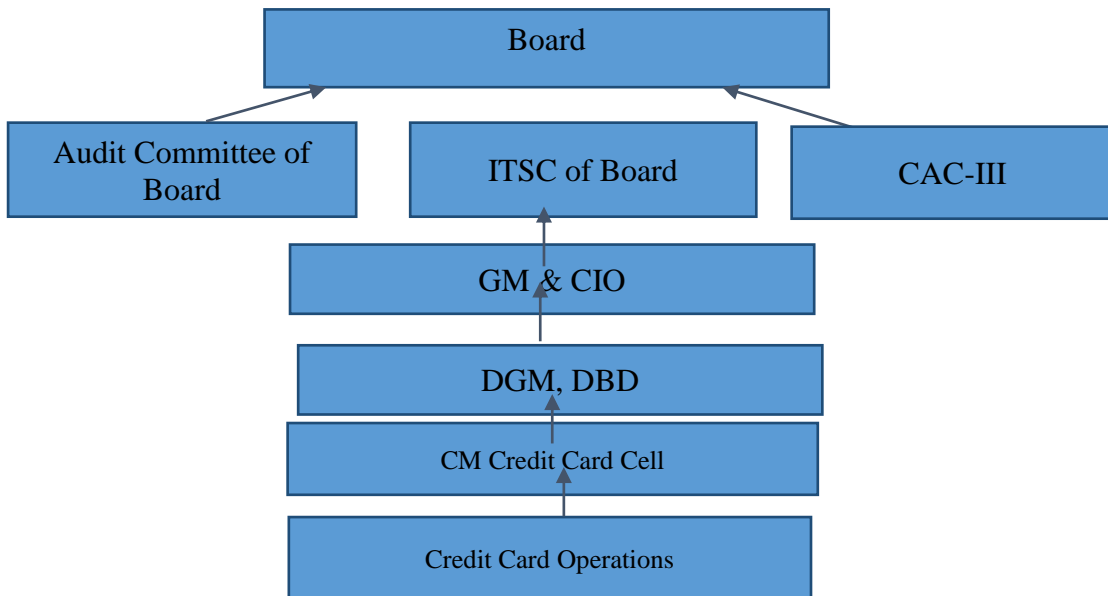 Board
Audit Committee of
Board
ITSC of Board
CAC-III
GM & CIO
DGM, DBD
CM Credit Card Cell
Credit Card Operations